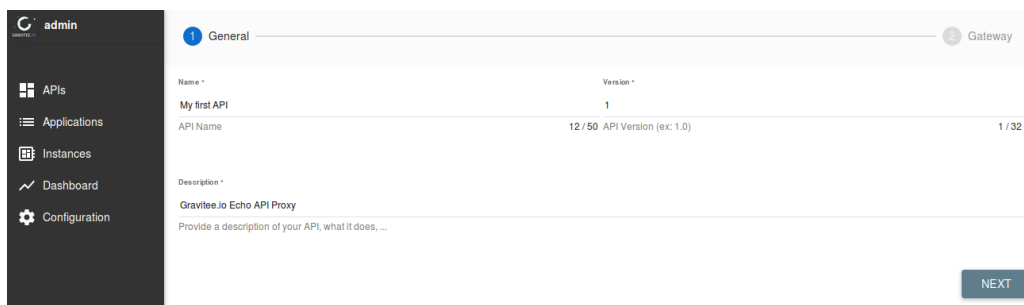 admin
GRAVITEE.IO
APIs
Applications
Instances
Dashboard
Configuration
1 General
2 Gateway
Name *
My first API
API Name 12 / 50
Version *
1
API Version (ex: 1.0) 1 / 32
Description *
Gravitee.io Echo API Proxy
Provide a description of your API, what it does, ...
NEXT